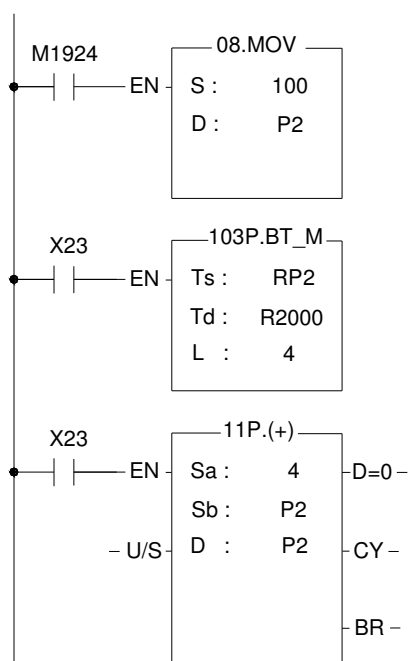 M1924
EN
08.MOV
S : 100
D : P2
X23
EN
103P.BT_M
Ts : RP2
Td : R2000
L : 4
X23
EN
11P.(+)
Sa : 4
D=0
Sb : P2
U/S
D : P2
CY
BR